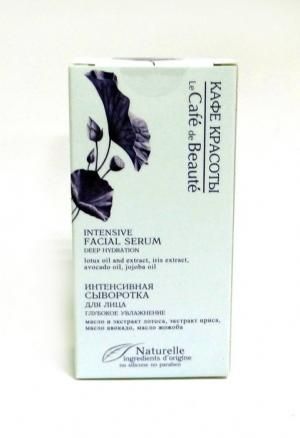 КАФЕ КРАСОТЫ
Le Café de Beauté
INTENSIVE
FACIAL SERUM
DEEP HYDRATION
lotus oil and extract, iris extract,
avocado oil, jojoba oil
ИНТЕНСИВНАЯ
СЫВОРОТКА
ДЛЯ ЛИЦА
ГЛУБОКОЕ УВЛАЖНЕНИЕ
масло и экстракт лотоса, экстракт ириса,
масло авокадо, масло жожоба
Naturelle
ingredients d'origine
no silicone no paraben